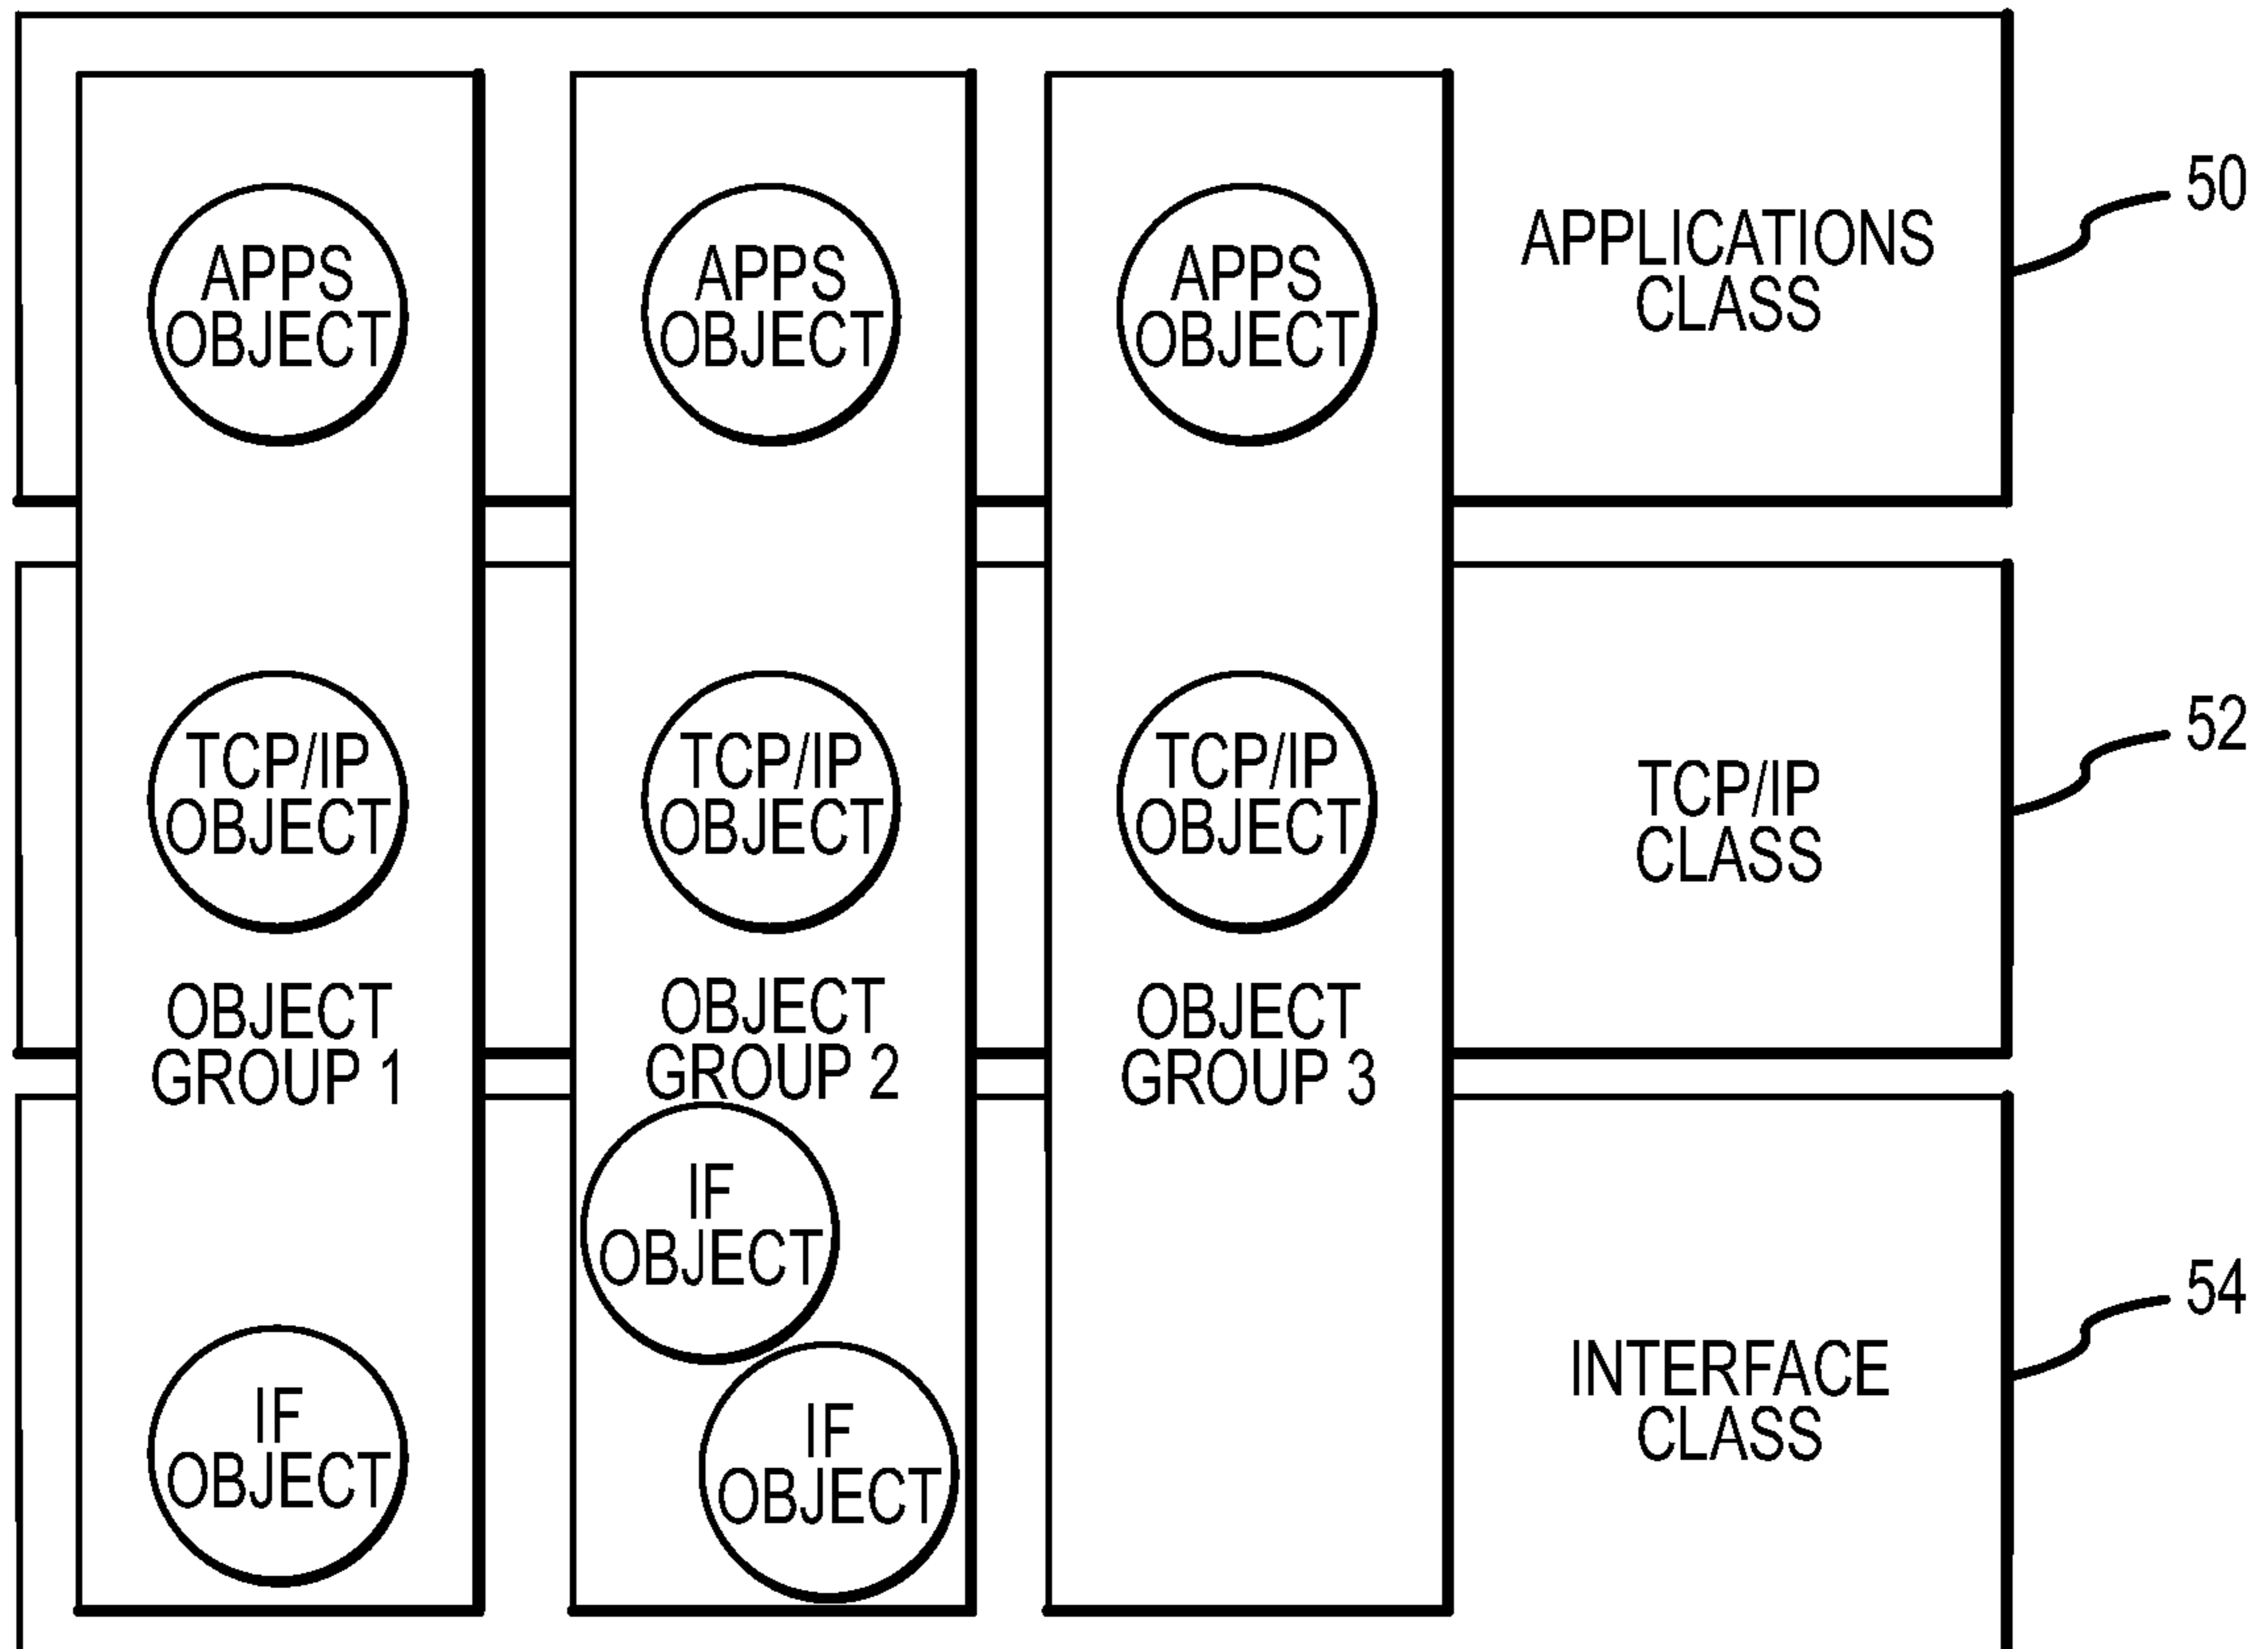 APPS
OBJECT
APPS
OBJECT
APPS
OBJECT
APPLICATIONS
CLASS
50
TCP/IP
OBJECT
TCP/IP
OBJECT
TCP/IP
OBJECT
TCP/IP
CLASS
52
OBJECT
GROUP 1
OBJECT
GROUP 2
OBJECT
GROUP 3
IF
OBJECT
IF
OBJECT
IF
OBJECT
INTERFACE
CLASS
54